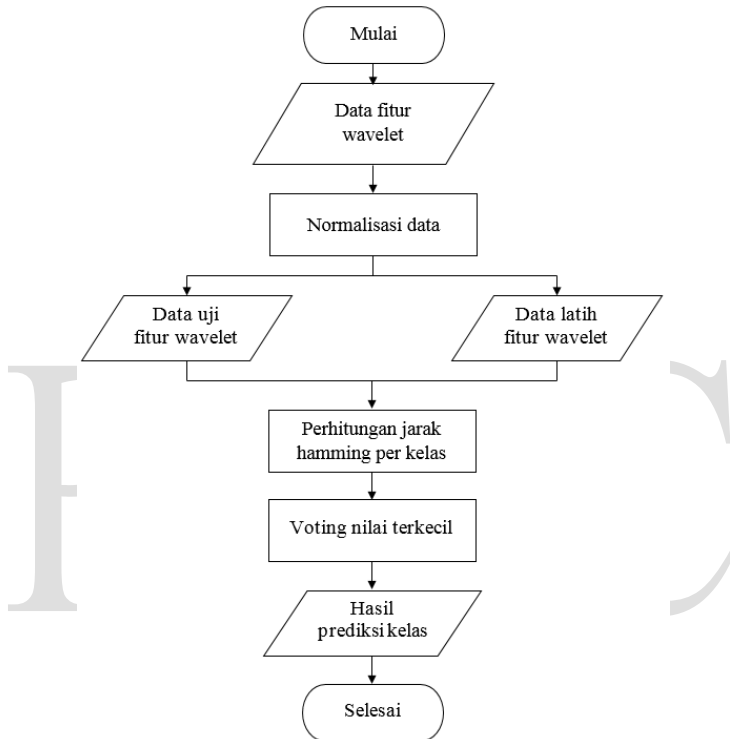 Mulai
Data fitur
wavelet
Normalisasi data
Data uji
fitur wavelet
Data latih
fitur wavelet
Perhitungan jarak
hamming per kelas
Voting nilai terkecil
Hasil
prediksi kelas
Selesai